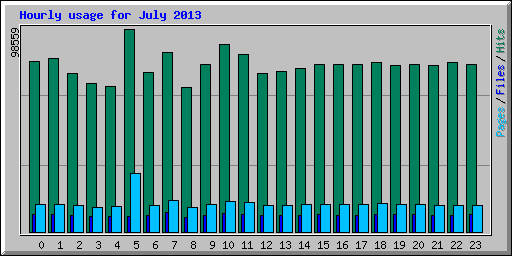 Hourly usage for July 2013
98559
Pages/Files/Hits
0 1 2 3 4 5 6 7 8 9 10 11 12 13 14 15 16 17 18 19 20 21 22 23